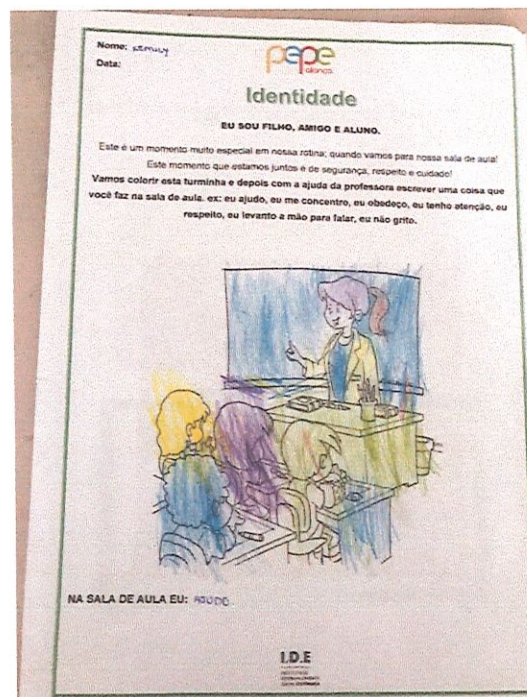 Nome: Kemily
Data:
pepe
aliança
Identidade
EU SOU FILHO, AMIGO E ALUNO.
Este é um momento muito especial em nossa rotina; quando vamos para nossa sala de aula!
Este momento que estamos juntos é de segurança, respeito e cuidado!
Vamos colorir esta turminha e depois com a ajuda da professora escrever uma coisa que
você faz na sala de aula. ex: eu ajudo, eu me concentro, eu obedeço, eu tenho atenção, eu
respeito, eu levanto a mão para falar, eu não grito.
NA SALA DE AULA EU: AJUDO
I.D.E